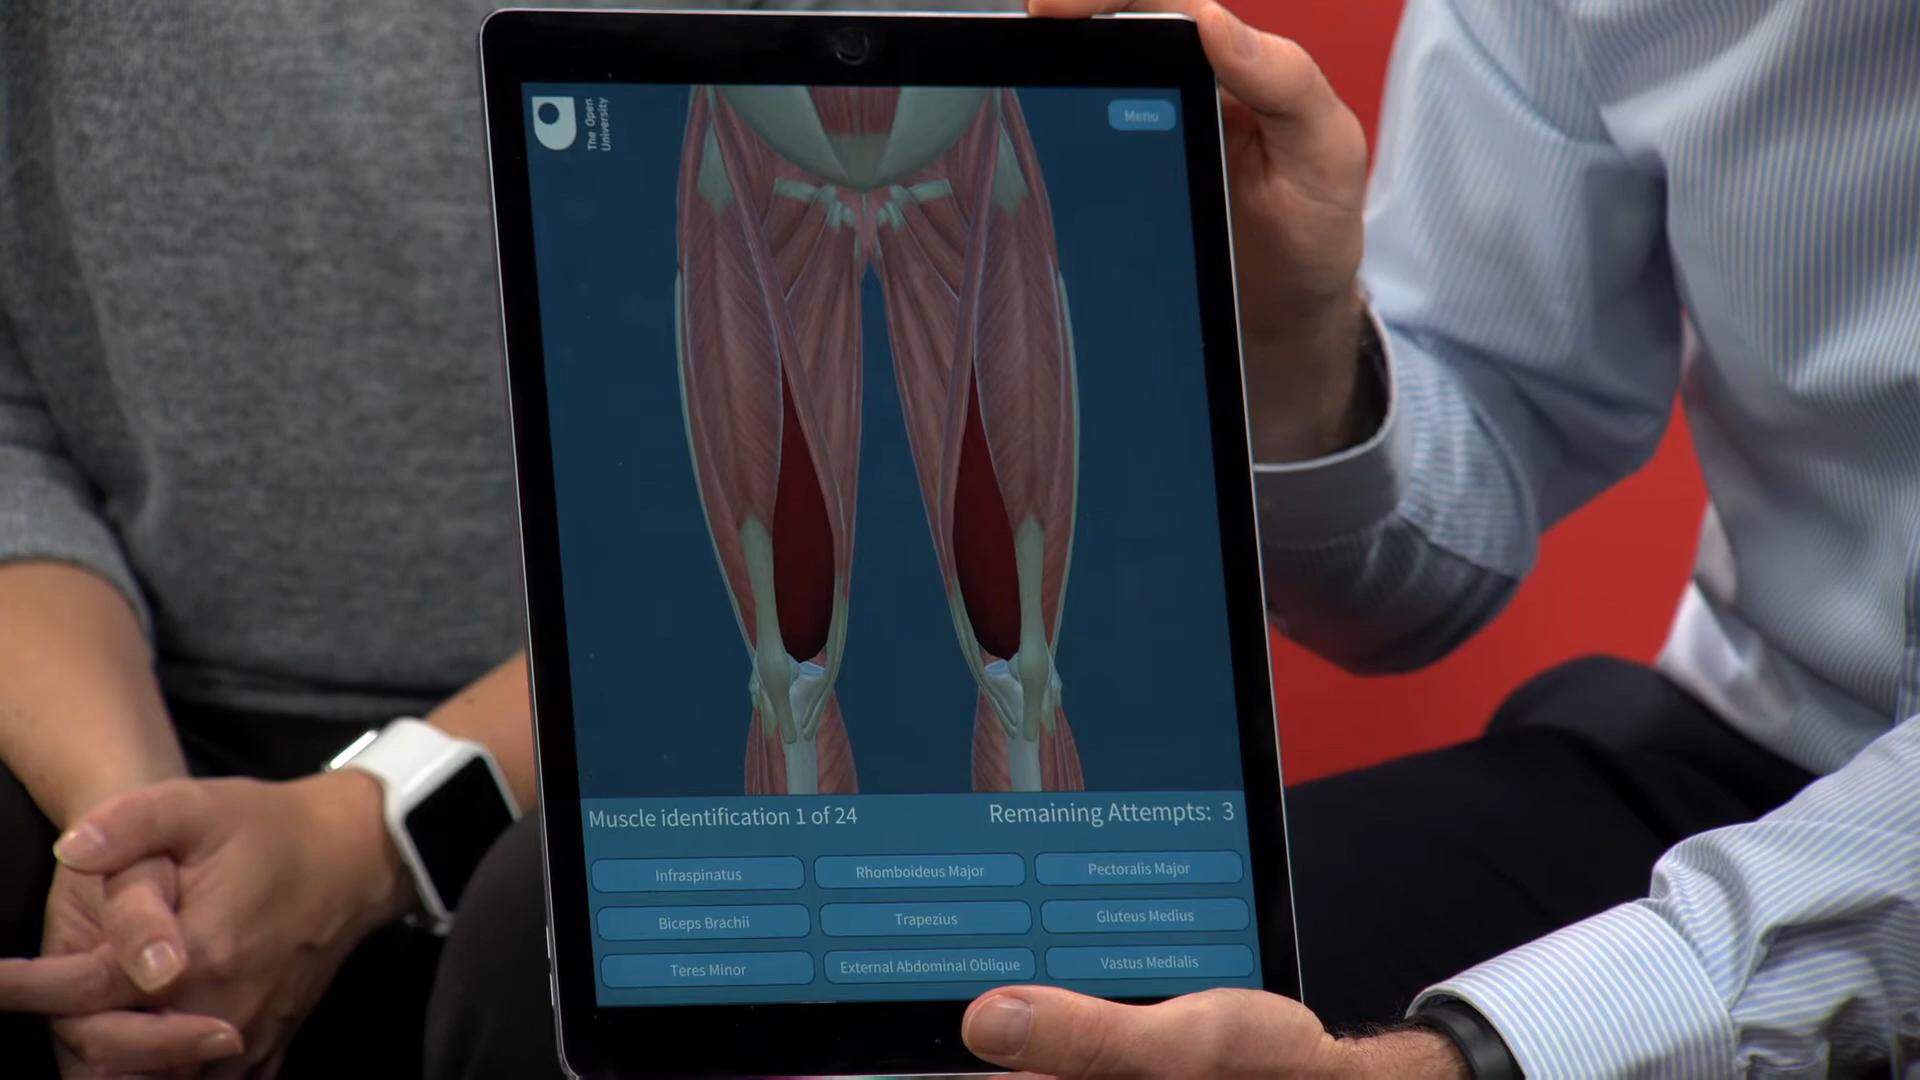 The Open
University
Menu
Muscle identification 1 of 24
Remaining Attempts: 3
Infraspinatus
Rhomboideus Major
Pectoralis Major
Biceps Brachii
Trapezius
Gluteus Medius
Teres Minor
External Abdominal Oblique
Vastus Medialis